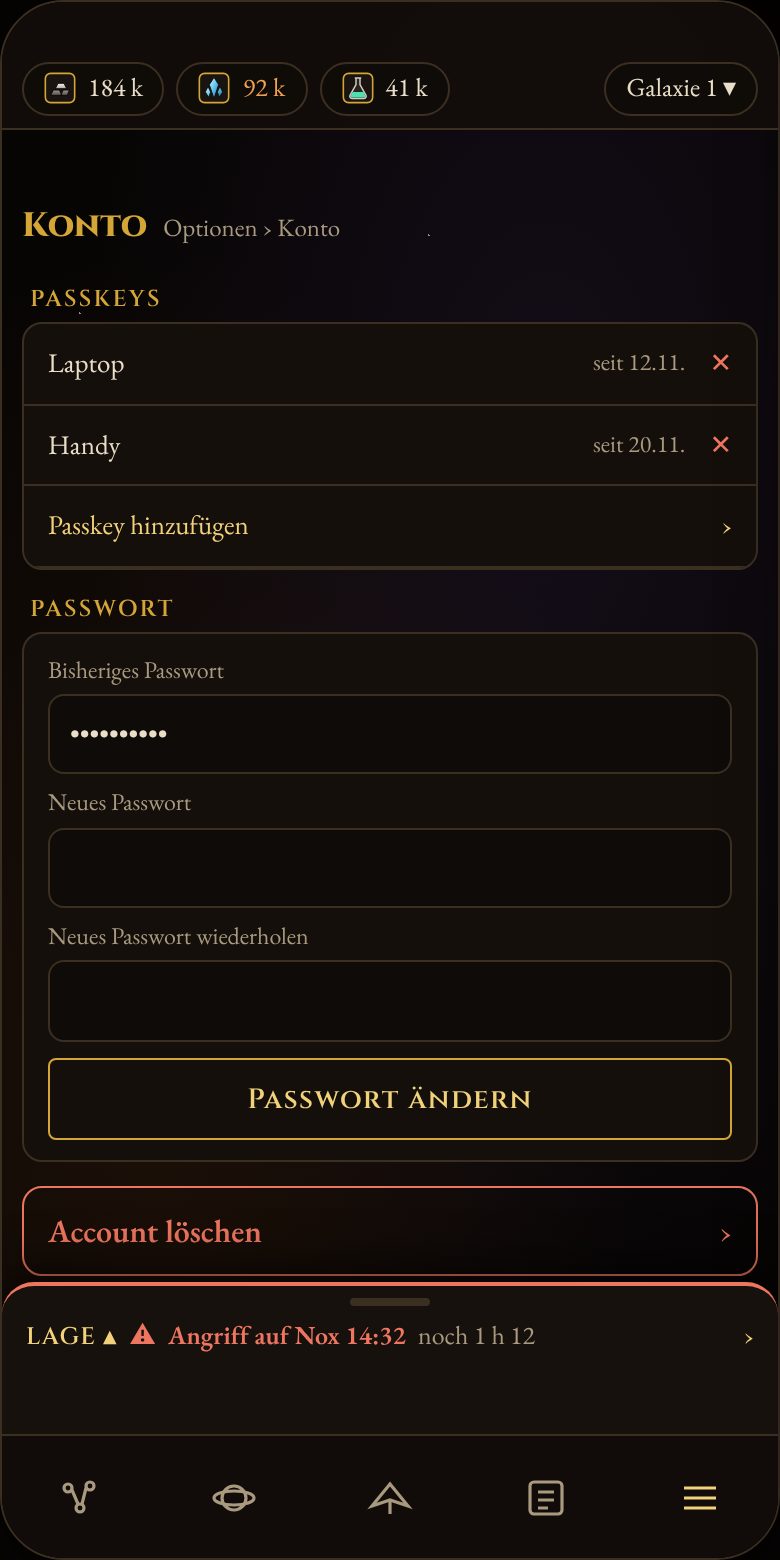 184 k 92 k 41 k Galaxie 1 ▼
Konto Optionen › Konto
PASSKEYS
Laptop seit 12.11. ✕
Handy seit 20.11. ✕
Passkey hinzufügen ›
PASSWORT
Bisheriges Passwort
••••••••••
Neues Passwort
Neues Passwort wiederholen
Passwort ändern
Account löschen ›
LAGE ▲ Angriff auf Nox 14:32 noch 1 h 12 ›